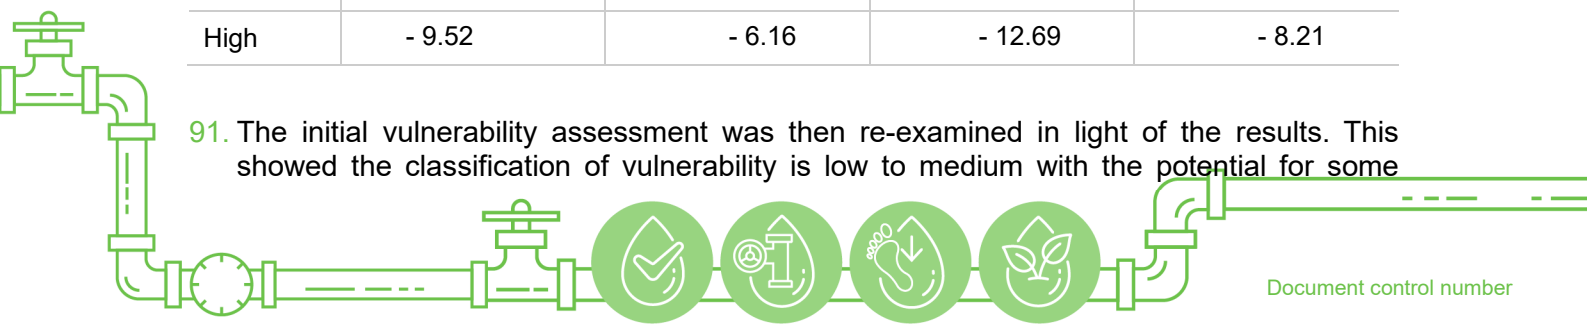 High - 9.52 - 6.16 - 12.69 - 8.21
91. The initial vulnerability assessment was then re-examined in light of the results. This
showed the classification of vulnerability is low to medium with the potential for some
Document control number